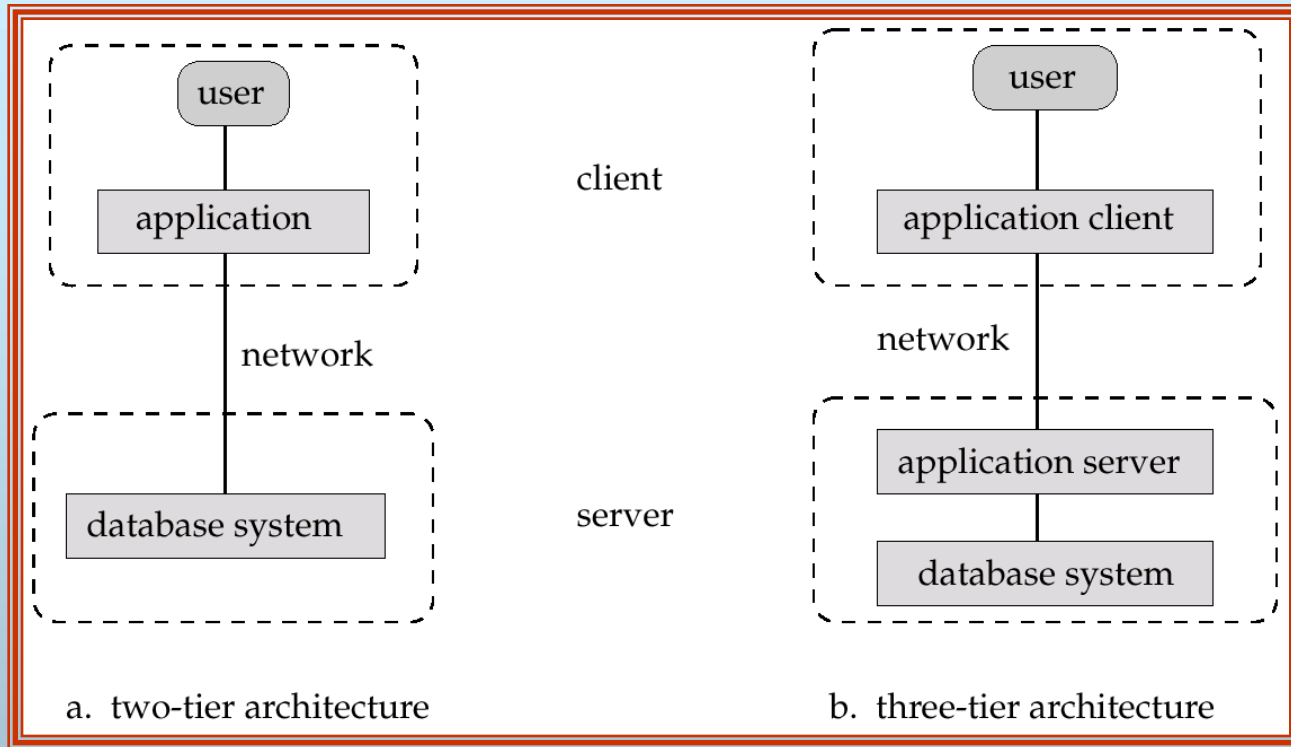 user
application
network
database system
a. two-tier architecture
client
server
user
application client
network
application server
database system
b. three-tier architecture